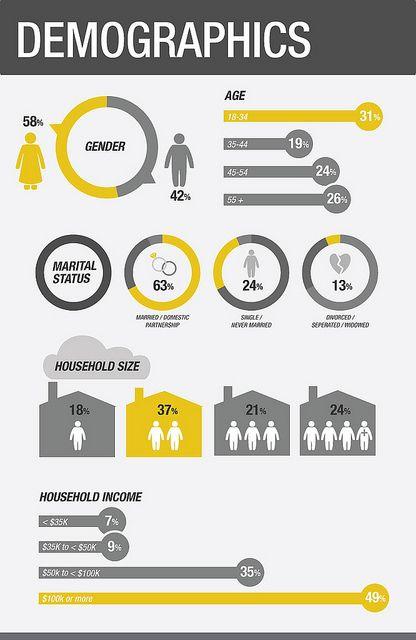 DEMOGRAPHICS
58%
GENDER
42%
AGE
18-34 31%
35-44 19%
45-54 24%
55 + 26%
MARITAL
STATUS
63%
MARRIED / DOMESTIC
PARTNERSHIP
24%
SINGLE /
NEVER MARRIED
13%
DIVORCED /
SEPERATED / WIDOWED
HOUSEHOLD SIZE
18%
37%
21%
24%
HOUSEHOLD INCOME
< $35K 7%
$35K to < $50K 9%
$50k to < $100K 35%
$100k or more 49%